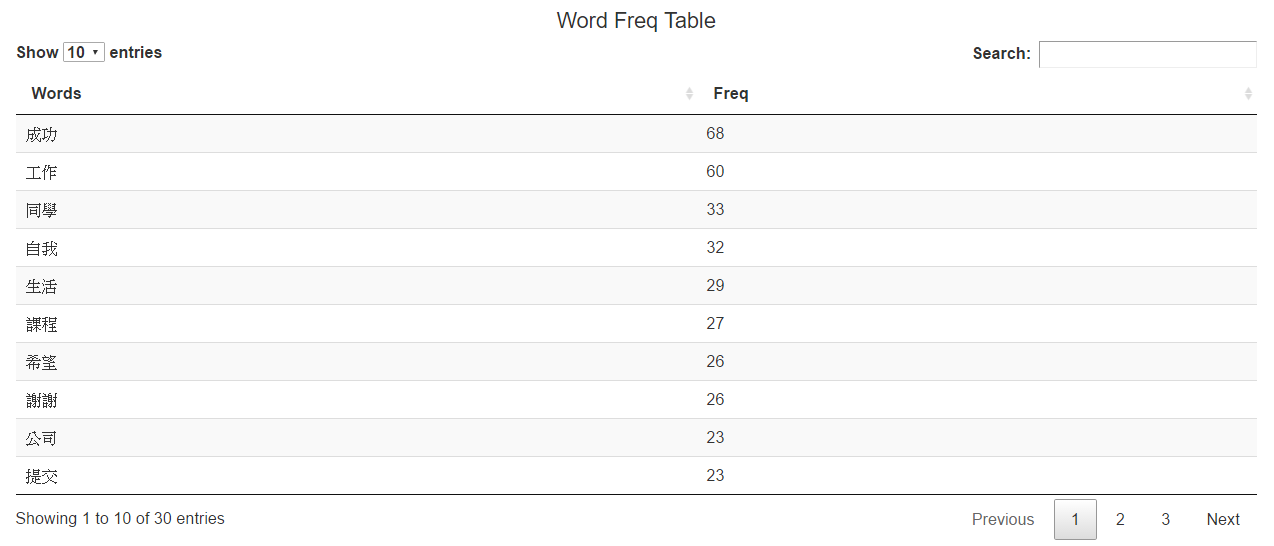 Word Freq Table
Show 10 entries Search:
Words Freq
成功 68
工作 60
同學 33
自我 32
生活 29
課程 27
希望 26
謝謝 26
公司 23
提交 23
Showing 1 to 10 of 30 entries Previous 1 2 3 Next